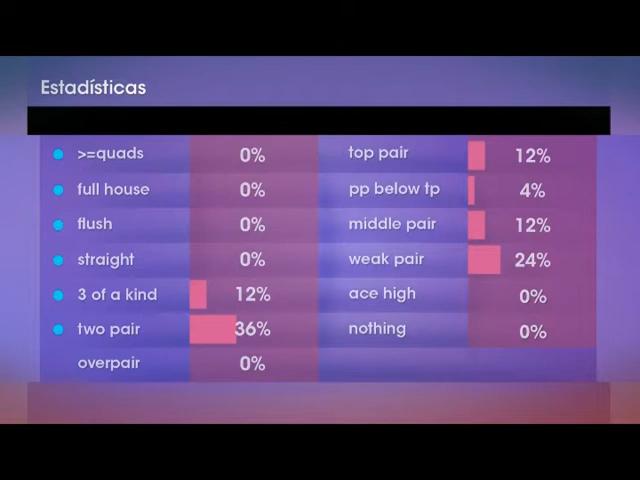 Estadísticas
>=quads 0% top pair 12%
full house 0% pp below tp 4%
flush 0% middle pair 12%
straight 0% weak pair 24%
3 of a kind 12% ace high 0%
two pair 36% nothing 0%
overpair 0%